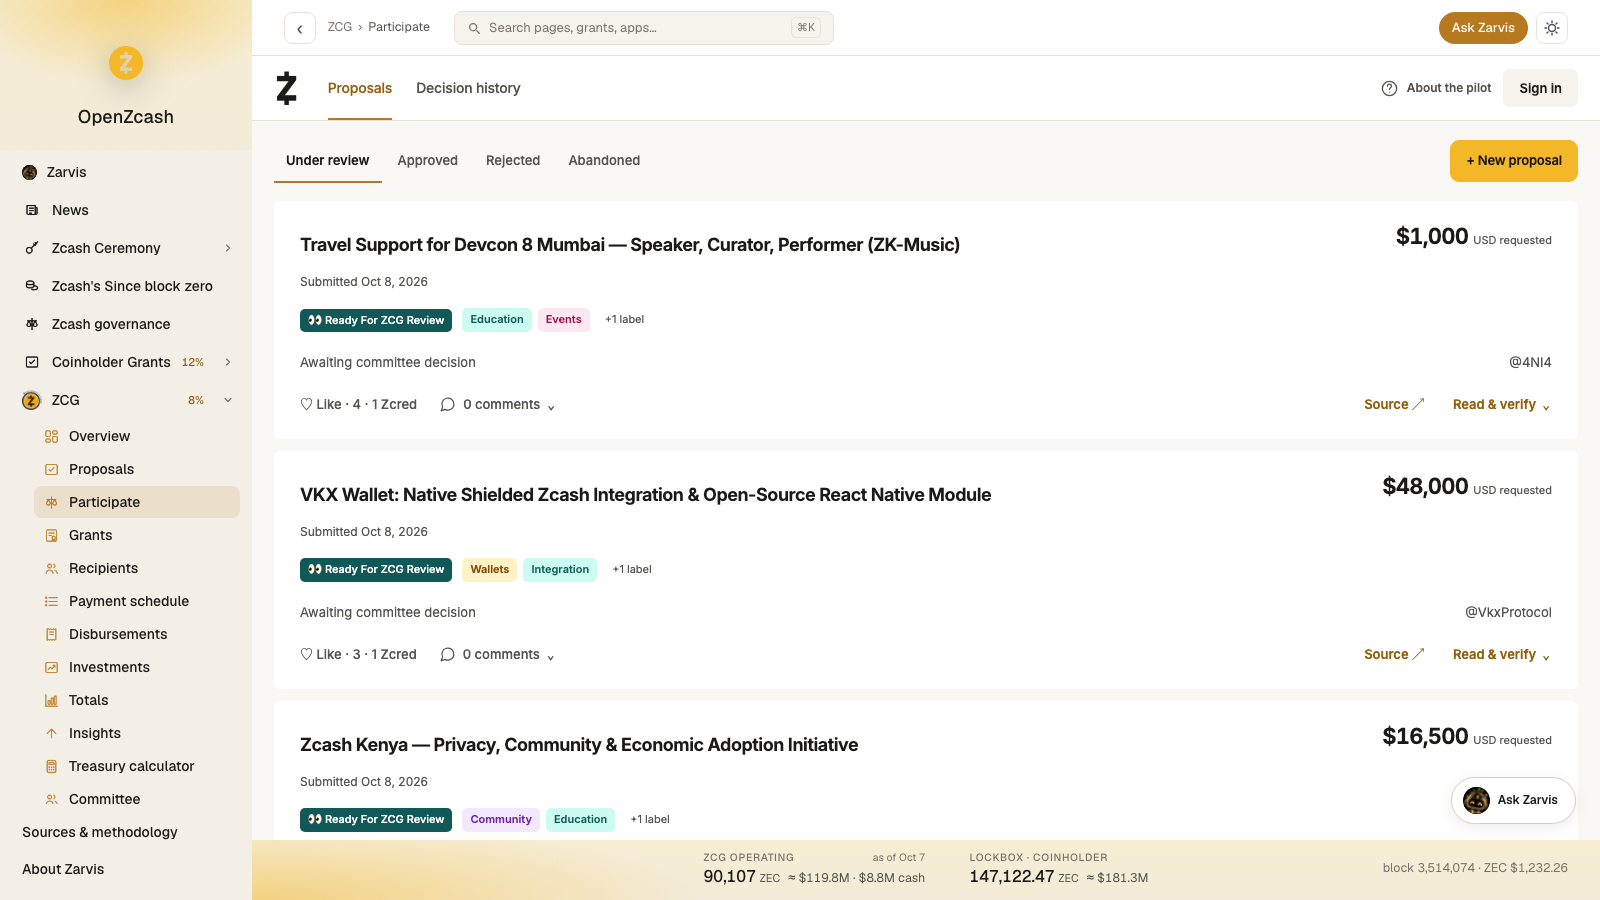 OpenZcash
Zarvis
News
Zcash Ceremony
Zcash's Since block zero
Zcash governance
Coinholder Grants 12%
ZCG 8%
Overview
Proposals
Participate
Grants
Recipients
Payment schedule
Disbursements
Investments
Totals
Insights
Treasury calculator
Committee
Sources & methodology
About Zarvis
ZCG › Participate
Search pages, grants, apps... ⌘K
Ask Zarvis
Proposals Decision history
About the pilot Sign in
Under review Approved Rejected Abandoned
+ New proposal
Travel Support for Devcon 8 Mumbai — Speaker, Curator, Performer (ZK-Music)
$1,000 USD requested
Submitted Oct 8, 2026
👀 Ready For ZCG Review Education Events +1 label
Awaiting committee decision @4NI4
♡ Like · 4 · 1 Zcred 0 comments
Source Read & verify
VKX Wallet: Native Shielded Zcash Integration & Open-Source React Native Module
$48,000 USD requested
Submitted Oct 8, 2026
👀 Ready For ZCG Review Wallets Integration +1 label
Awaiting committee decision @VkxProtocol
♡ Like · 3 · 1 Zcred 0 comments
Source Read & verify
Zcash Kenya — Privacy, Community & Economic Adoption Initiative
$16,500 USD requested
Submitted Oct 8, 2026
👀 Ready For ZCG Review Community Education +1 label
Ask Zarvis
ZCG OPERATING as of Oct 7
90,107 ZEC ≈ $119.8M · $8.8M cash
LOCKBOX · COINHOLDER
147,122.47 ZEC ≈ $181.3M
block 3,514,074 · ZEC $1,232.26